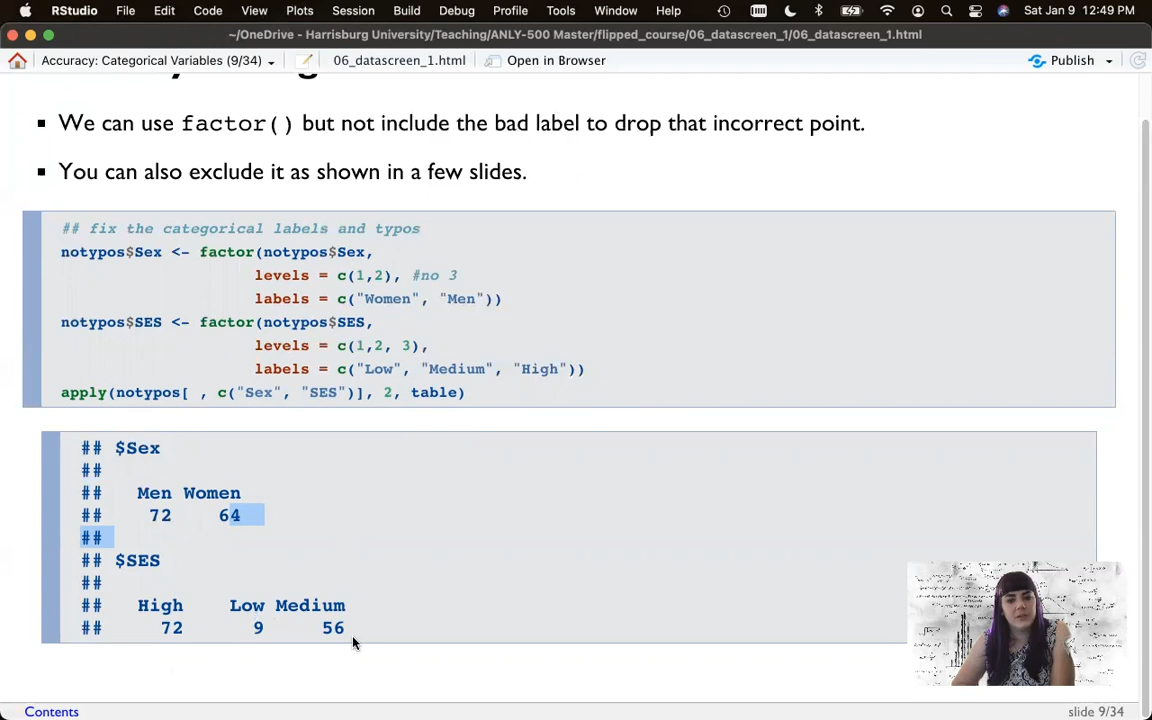 RStudio File Edit Code View Plots Session Build Debug Profile Tools Window Help Sat Jan 9 12:49 PM
~/OneDrive - Harrisburg University/Teaching/ANLY-500 Master/flipped_course/06_datascreen_1/06_datascreen_1.html
Accuracy: Categorical Variables (9/34) 06_datascreen_1.html Open in Browser Publish
We can use factor() but not include the bad label to drop that incorrect point.
You can also exclude it as shown in a few slides.
## fix the categorical labels and typos
notypos$Sex <- factor(notypos$Sex,
levels = c(1,2), #no 3
labels = c("Women", "Men"))
notypos$SES <- factor(notypos$SES,
levels = c(1,2, 3),
labels = c("Low", "Medium", "High"))
apply(notypos[ , c("Sex", "SES")], 2, table)
## $Sex
##
## Men Women
## 72 64
##
## $SES
##
## High Low Medium
## 72 9 56
Contents slide 9/34